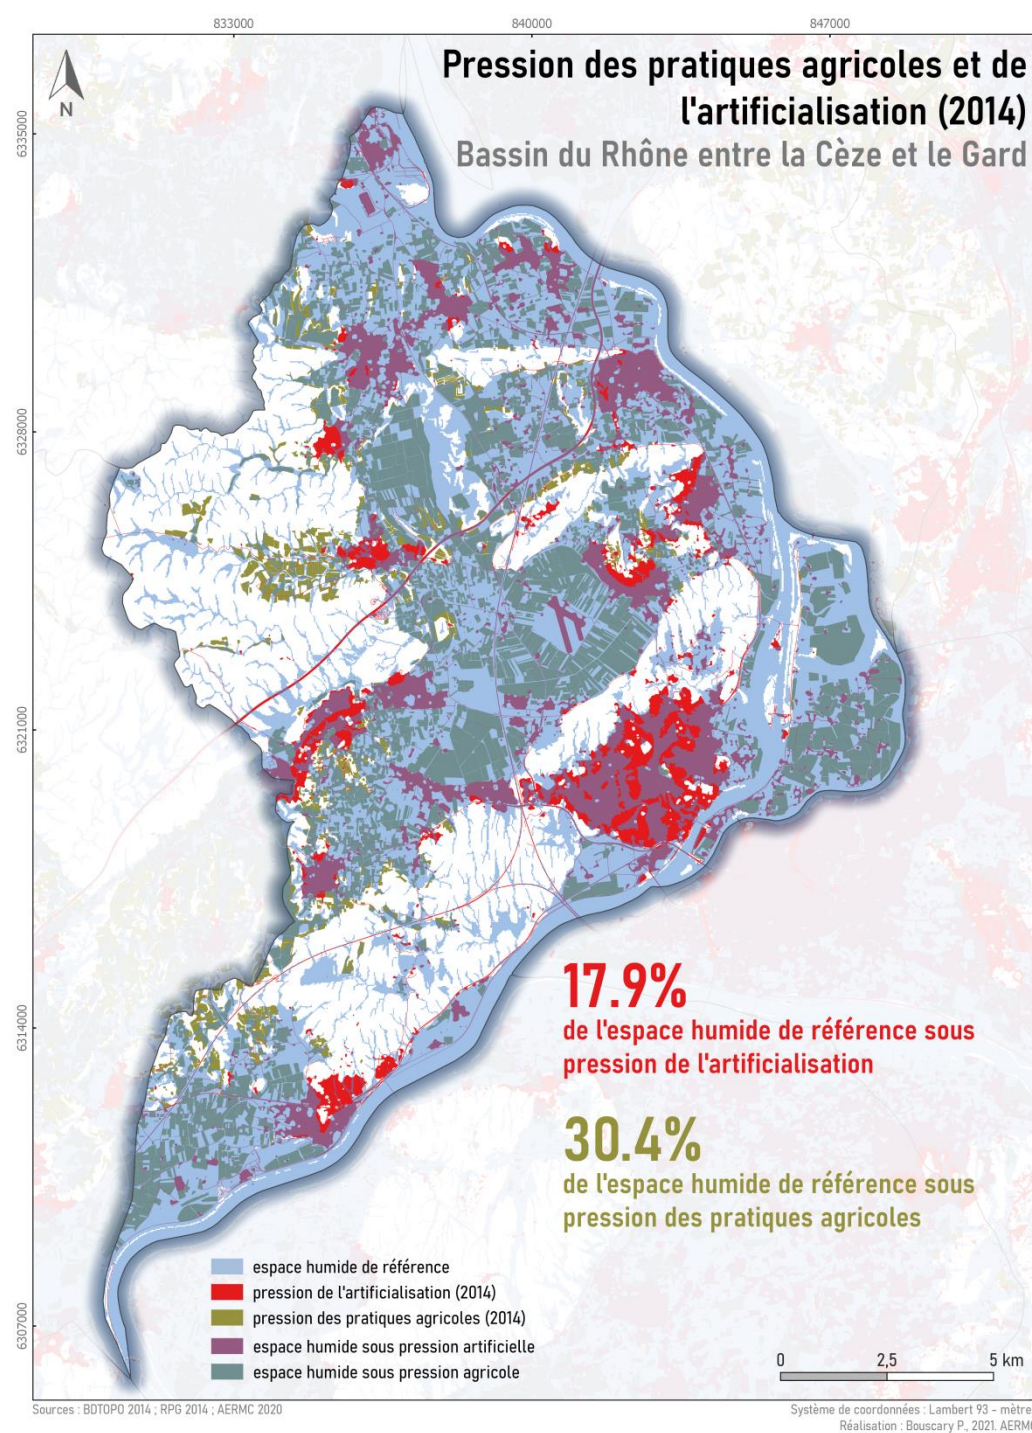 833000
840000
847000
Pression des pratiques agricoles et de
l'artificialisation (2014)
Bassin du Rhône entre la Cèze et le Gard
N
6335000
6328000
6321000
6314000
6307000
17.9%
de l'espace humide de référence sous
pression de l'artificialisation
30.4%
de l'espace humide de référence sous
pression des pratiques agricoles
espace humide de référence
pression de l'artificialisation (2014)
pression des pratiques agricoles (2014)
espace humide sous pression artificielle
espace humide sous pression agricole
0 2,5 5 km
Sources : BDTOPO 2014 ; RPG 2014 ; AERMC 2020
Système de coordonnées : Lambert 93 - mètre
Réalisation : Bouscary P., 2021. AERM